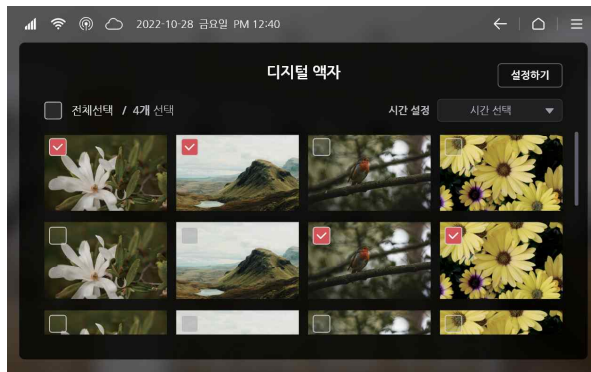 2022-10-28 금요일 PM 12:40
디지털 액자
설정하기
전체선택 / 4개 선택
시간 설정
시간 선택